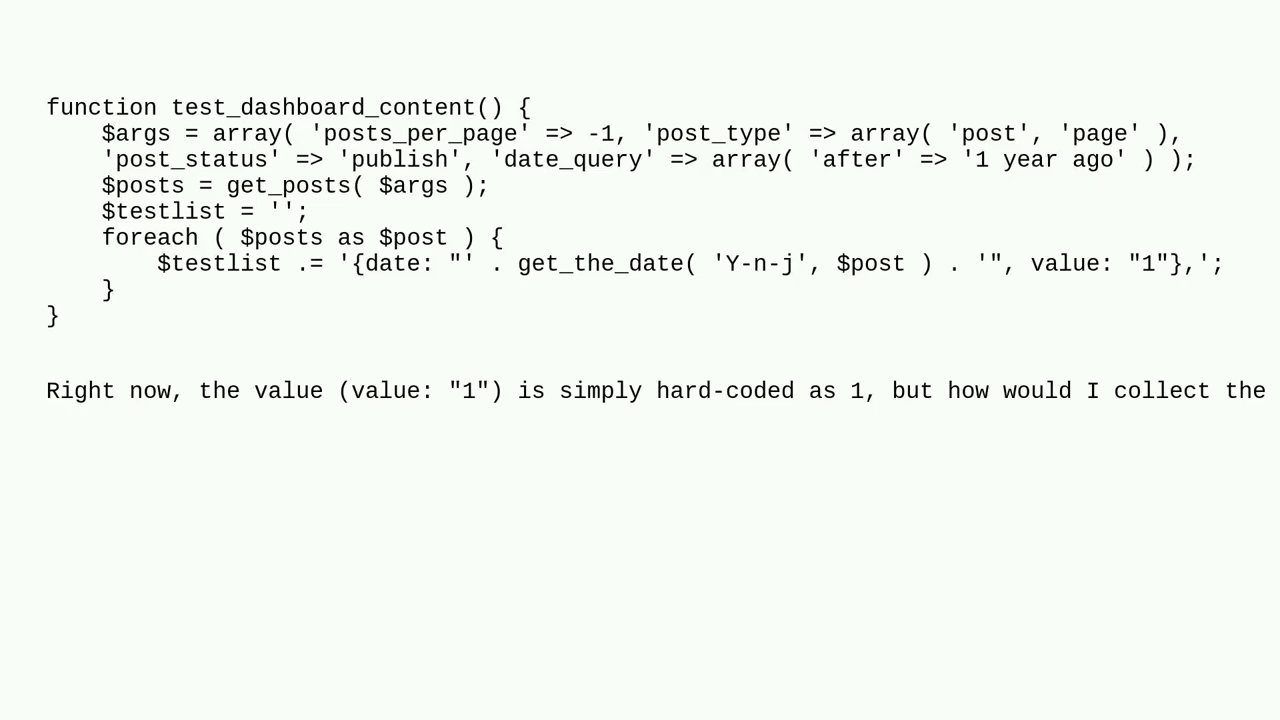 function test_dashboard_content() {
    $args = array( 'posts_per_page' => -1, 'post_type' => array( 'post', 'page' ),
    'post_status' => 'publish', 'date_query' => array( 'after' => '1 year ago' ) );
    $posts = get_posts( $args );
    $testlist = '';
    foreach ( $posts as $post ) {
        $testlist .= '{date: "' . get_the_date( 'Y-n-j', $post ) . '", value: "1"},';
    }
}
Right now, the value (value: "1") is simply hard-coded as 1, but how would I collect the